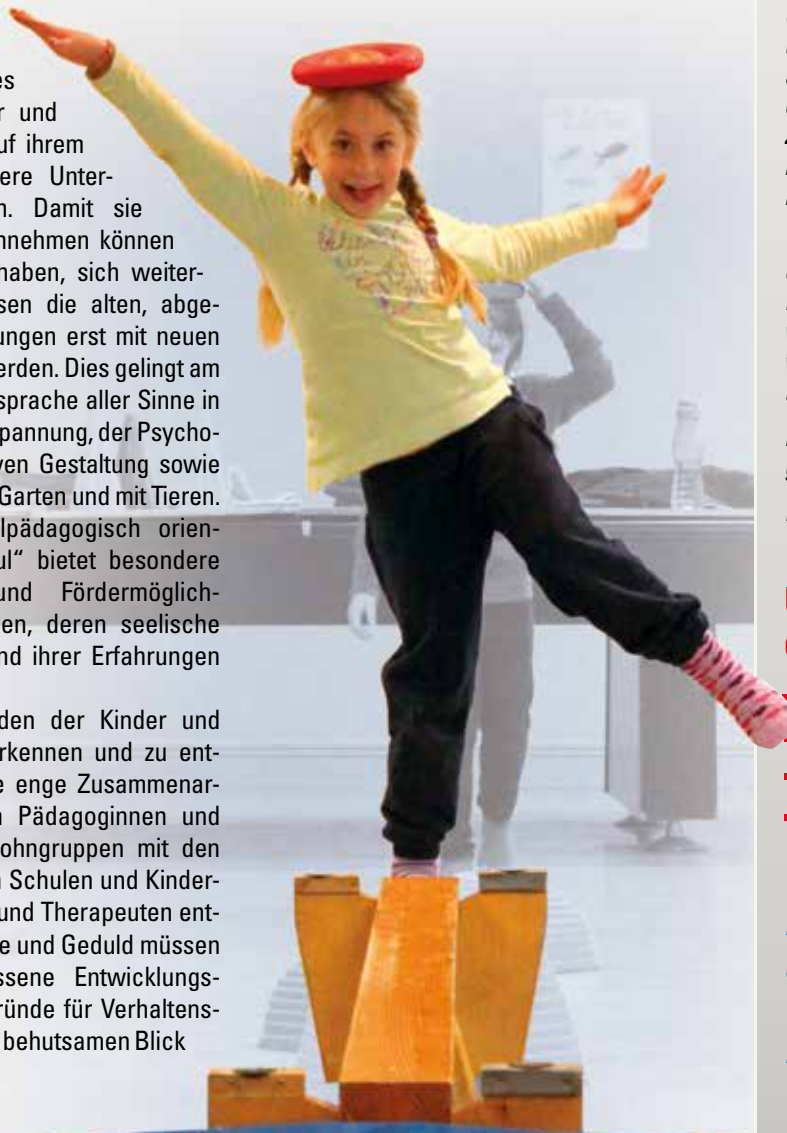 es
r und
uf ihrem
ere Unter-
n. Damit sie
nnehmen können
haben, sich weiter-
sen die alten, abge-
ungen erst mit neuen
erden. Dies gelingt am
sprache aller Sinne in
pannung, der Psycho-
ven Gestaltung sowie
Garten und mit Tieren.
lpädagogisch orien-
ul“ bietet besondere
und Fördermöglich-
en, deren seelische
nd ihrer Erfahrungen
den der Kinder und
rkennen und zu ent-
e enge Zusammenar-
n Pädagoginnen und
ohngruppen mit den
n Schulen und Kinder-
und Therapeuten ent-
e und Geduld müssen
ssene Entwicklungs-
ründe für Verhaltens-
behutsamen Blick